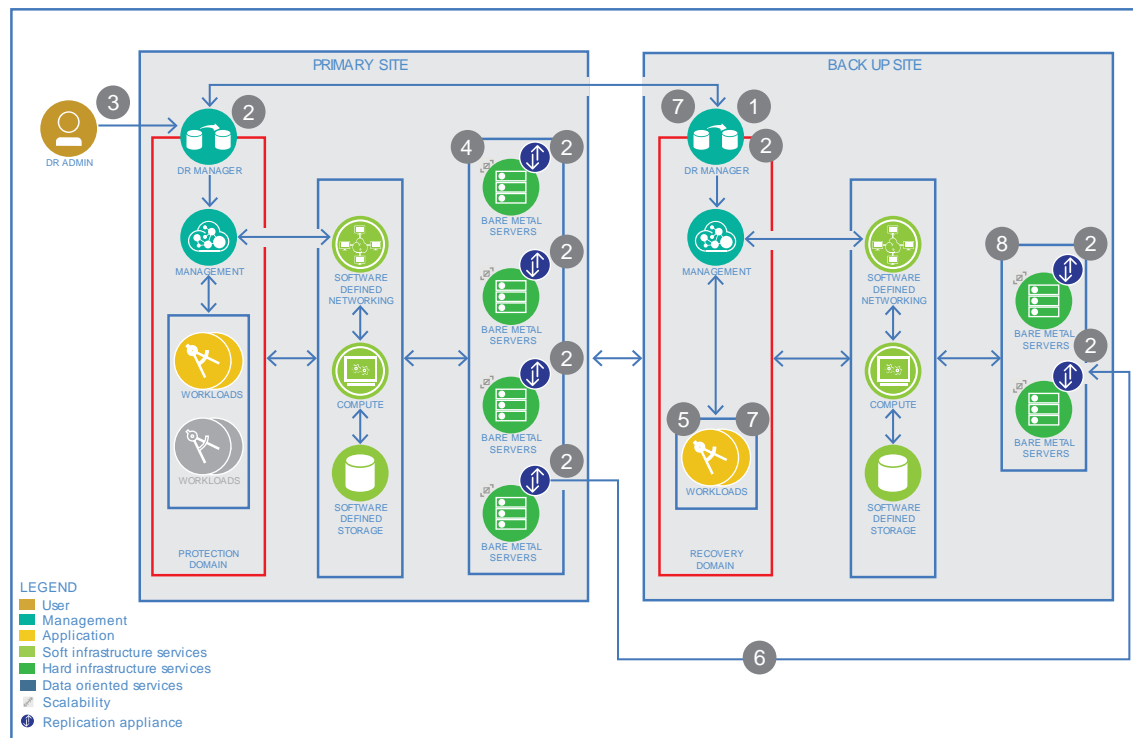 PRIMARY SITE
BACK UP SITE
3
2
7
1
2
DR ADMIN
DR MANAGER
4
2
DR MANAGER
BARE METAL
SERVERS
MANAGEMENT
SOFTWARE
DEFINED
NETWORKING
2
BARE METAL
SERVERS
MANAGEMENT
SOFTWARE
DEFINED
NETWORKING
8
2
BARE METAL
SERVERS
WORKLOADS
COMPUTE
2
BARE METAL
SERVERS
COMPUTE
2
BARE METAL
SERVERS
WORKLOADS
SOFTWARE
DEFINED
STORAGE
2
BARE METAL
SERVERS
5
7
WORKLOADS
SOFTWARE
DEFINED
STORAGE
PROTECTION
DOMAIN
RECOVERY
DOMAIN
6
LEGEND
User
Management
Application
Soft infrastructure services
Hard infrastructure services
Data oriented services
Scalability
Replication appliance